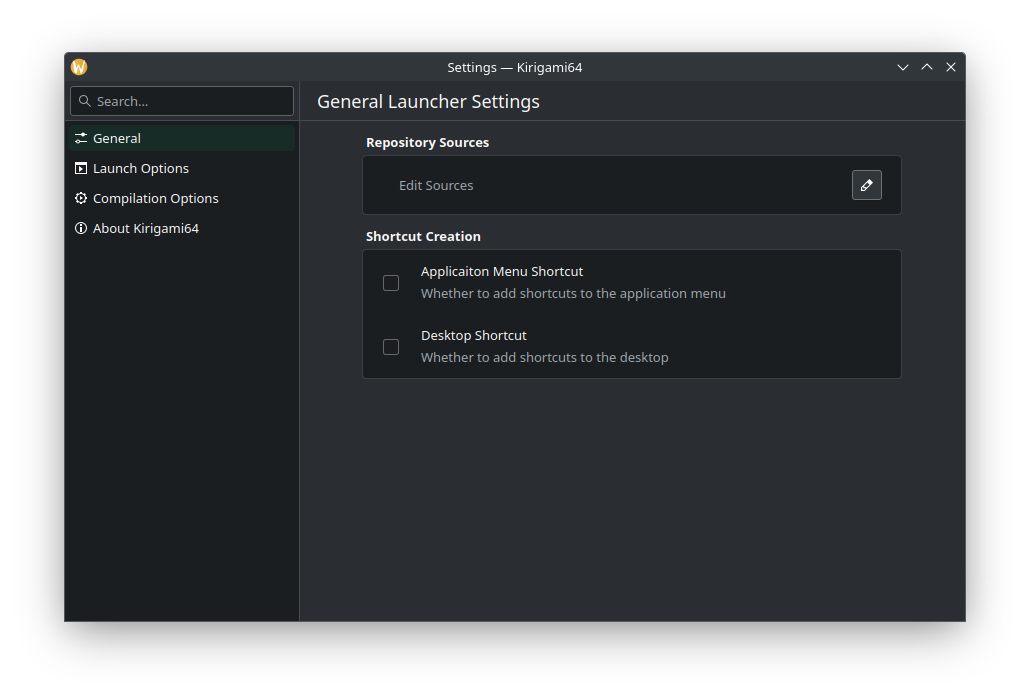 Settings — Kirigami64
Search...
General Launcher Settings
General
Launch Options
Compilation Options
About Kirigami64
Repository Sources
Edit Sources
Shortcut Creation
Applicaiton Menu Shortcut
Whether to add shortcuts to the application menu
Desktop Shortcut
Whether to add shortcuts to the desktop